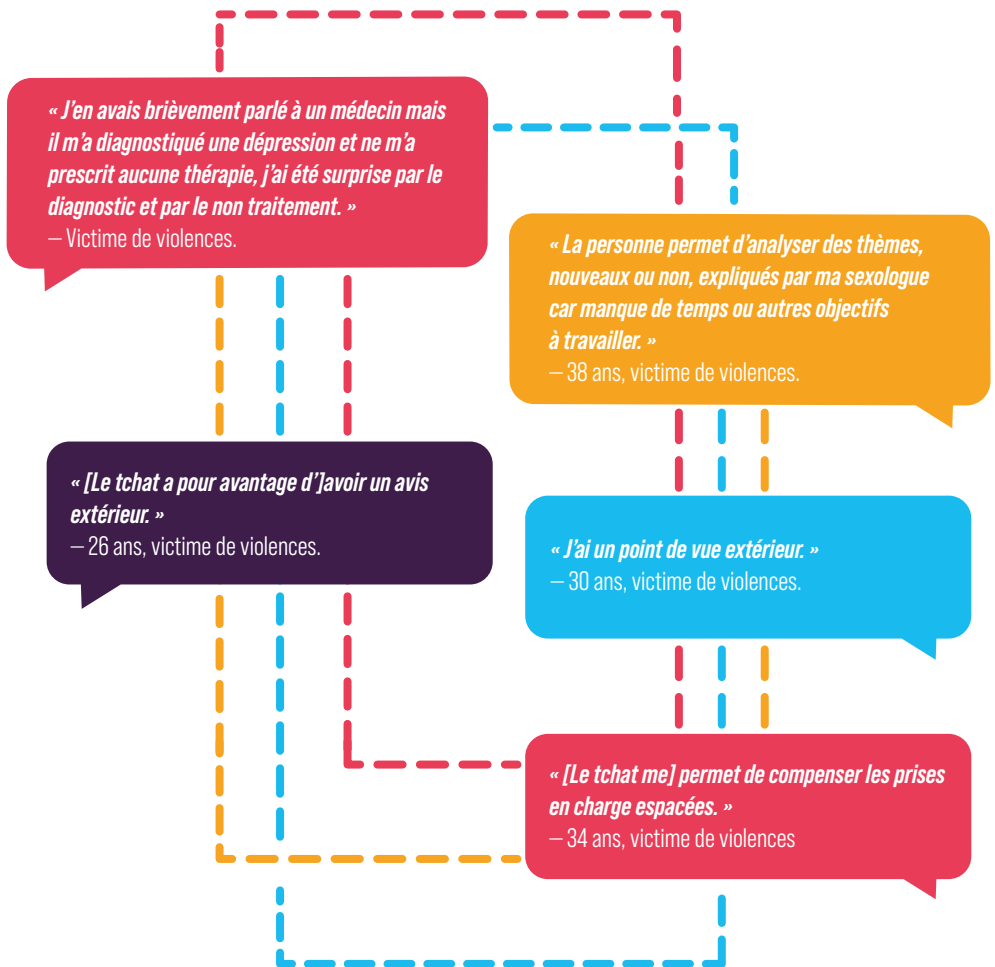 « J'en avais brièvement parlé à un médecin mais
il m'a diagnostiqué une dépression et ne m'a
prescrit aucune thérapie, j'ai été surprise par le
diagnostic et par le non traitement. »
— Victime de violences.
« La personne permet d'analyser des thèmes,
nouveaux ou non, expliqués par ma sexologue
car manque de temps ou autres objectifs
à travailler. »
— 38 ans, victime de violences.
« [Le tchat a pour avantage d']avoir un avis
extérieur. »
— 26 ans, victime de violences.
« J'ai un point de vue extérieur. »
— 30 ans, victime de violences.
« [Le tchat me] permet de compenser les prises
en charge espacées. »
— 34 ans, victime de violences